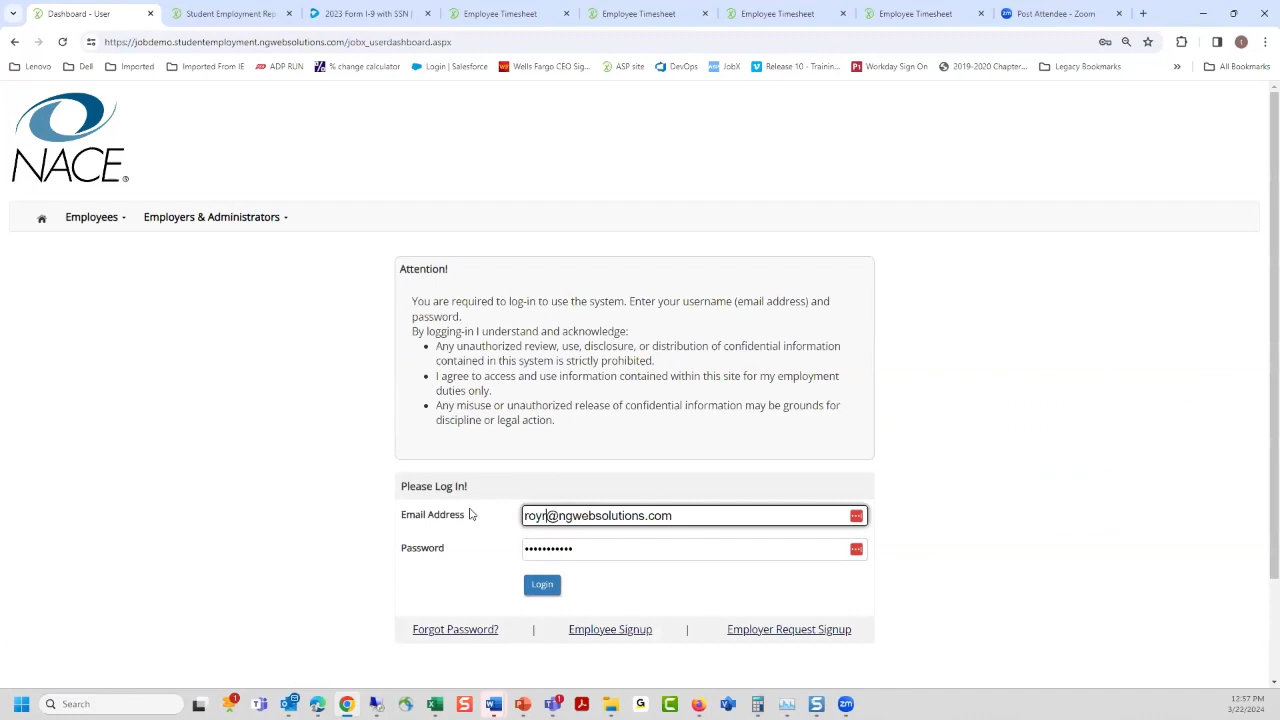 Dashboard - User
Student Employment Rep
2023 Form I-9 with SSN |
Employee Timesheet
Employee Timesheet
Employee Timesheet
Employee Timesheet
Post Attendee - Zoom
https://jobdemo.studentemployment.ngwebsolutions.com/jobx_userdashboard.aspx
Lenovo
Dell
Imported
Imported From IE
ADP RUN
% change calculator
Login | Salesforce
Wells Fargo CEO Sig...
ASP site
DevOps
JobX
Release 10 - Trainin...
Workday Sign On
2019-2020 Chapter...
Legacy Bookmarks
All Bookmarks
NACE®
Employees
Employers & Administrators
Attention!
You are required to log-in to use the system. Enter your username (email address) and
password.
By logging-in I understand and acknowledge:
Any unauthorized review, use, disclosure, or distribution of confidential information
contained in this system is strictly prohibited.
I agree to access and use information contained within this site for my employment
duties only.
Any misuse or unauthorized release of confidential information may be grounds for
discipline or legal action.
Please Log In!
Email Address
royr@ngwebsolutions.com
Password
Login
Forgot Password?
|
Employee Signup
|
Employer Request Signup
Search
12:57 PM
3/22/2024